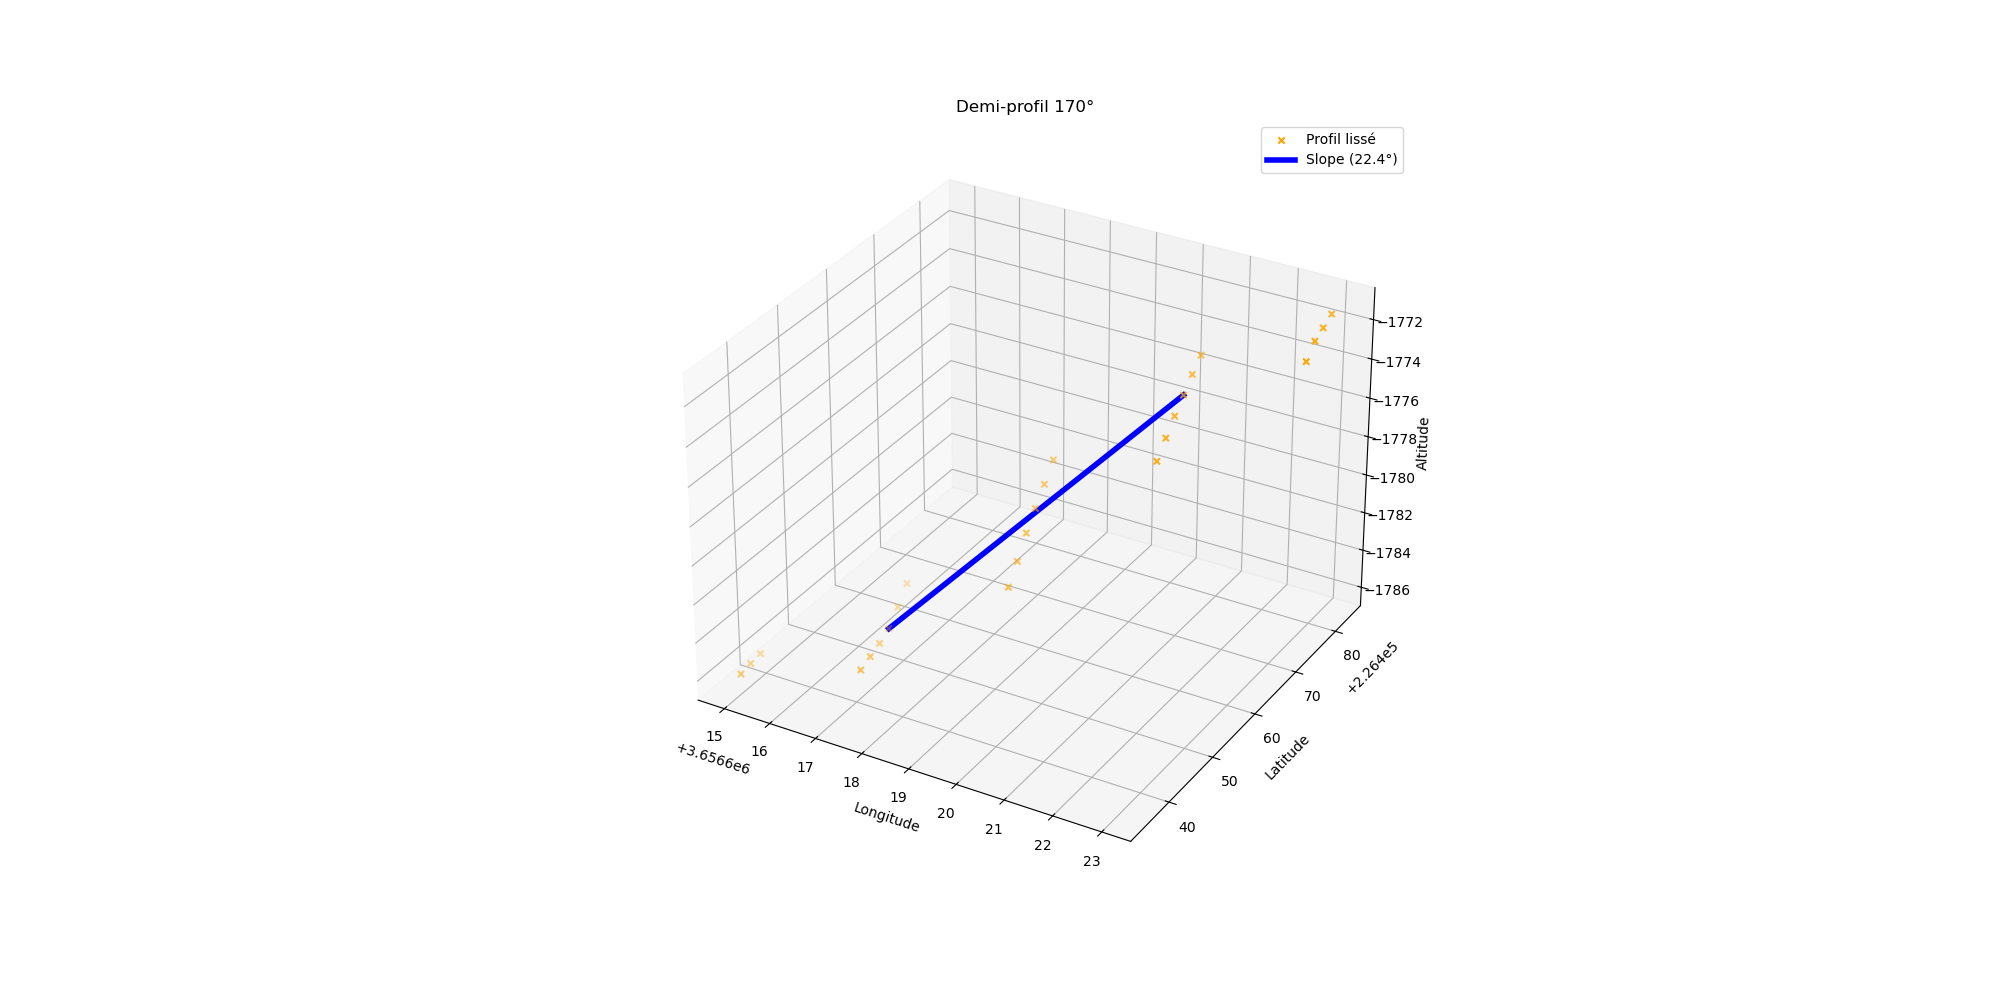 Demi-profil 170°
Profil lissé
Slope (22.4°)
−1772
−1774
−1776
−1778
−1780
−1782
−1784
−1786
Altitude
80
70
60
50
40
+2.264e5
Latitude
15
16
17
18
19
20
21
22
23
+3.6566e6
Longitude